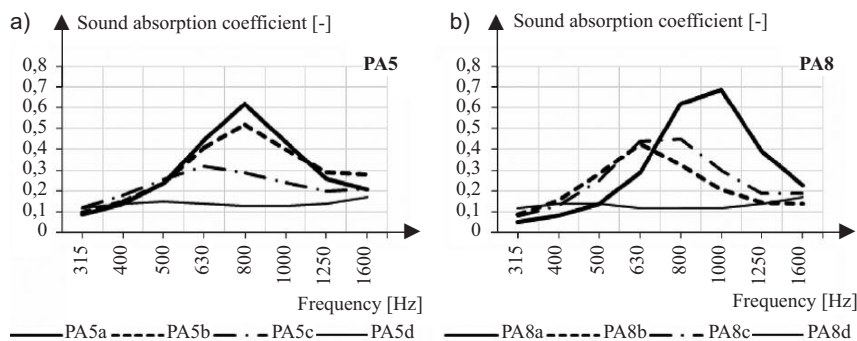 a) Sound absorption coefficient [-]
PA5
0,8
0,7
0,6
0,5
0,4
0,3
0,2
0,1
0
315 400 500 630 800 1000 1250 1600
Frequency [Hz]
PA5a PA5b PA5c PA5d
b) Sound absorption coefficient [-]
PA8
0,8
0,7
0,6
0,5
0,4
0,3
0,2
0,1
0
315 400 500 630 800 1000 1250 1600
Frequency [Hz]
PA8a PA8b PA8c PA8d